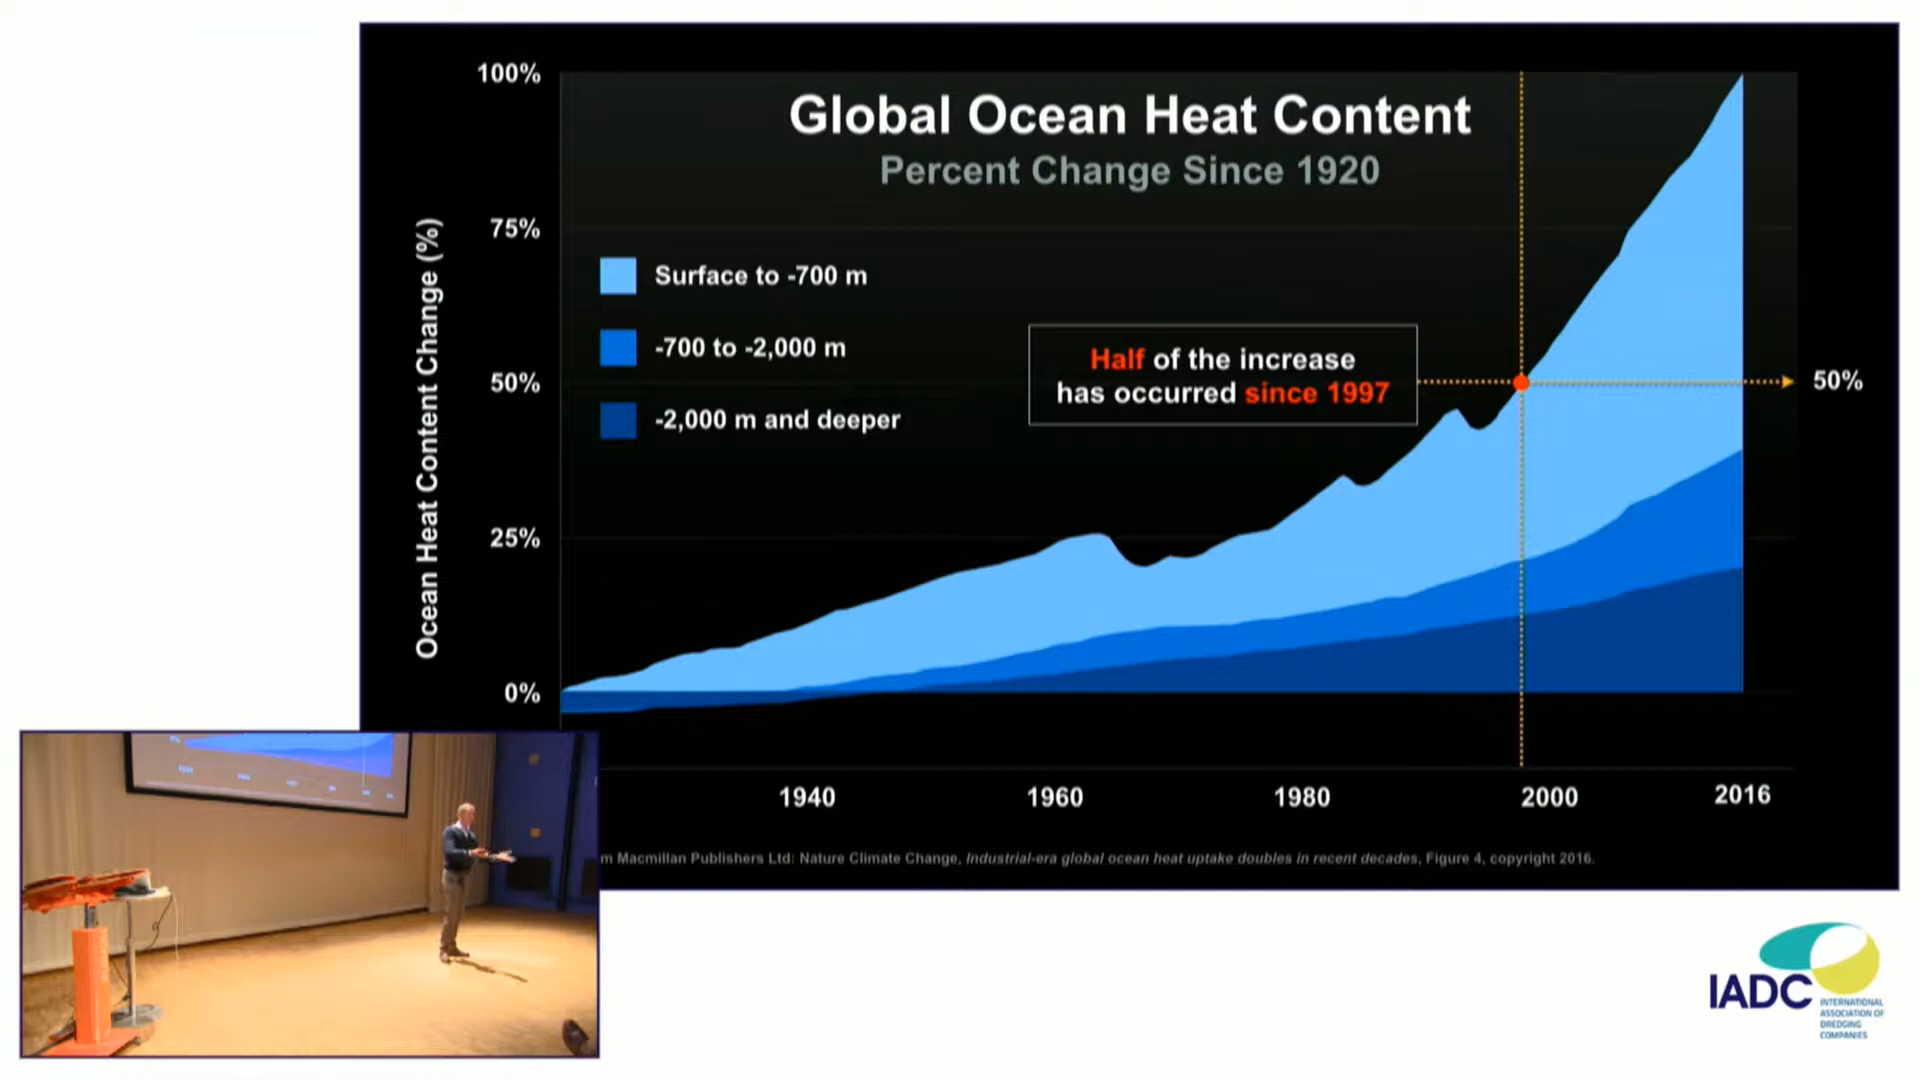 Global Ocean Heat Content
Percent Change Since 1920
100%
75%
50%
25%
0%
Ocean Heat Content Change (%)
Surface to -700 m
-700 to -2,000 m
-2,000 m and deeper
Half of the increase
has occurred since 1997
50%
1940 1960 1980 2000 2016
Macmillan Publishers Ltd: Nature Climate Change, Industrial-era global ocean heat uptake doubles in recent decades, Figure 4, copyright 2016.
IADC
INTERNATIONAL
ASSOCIATION OF
DREDGING
COMPANIES